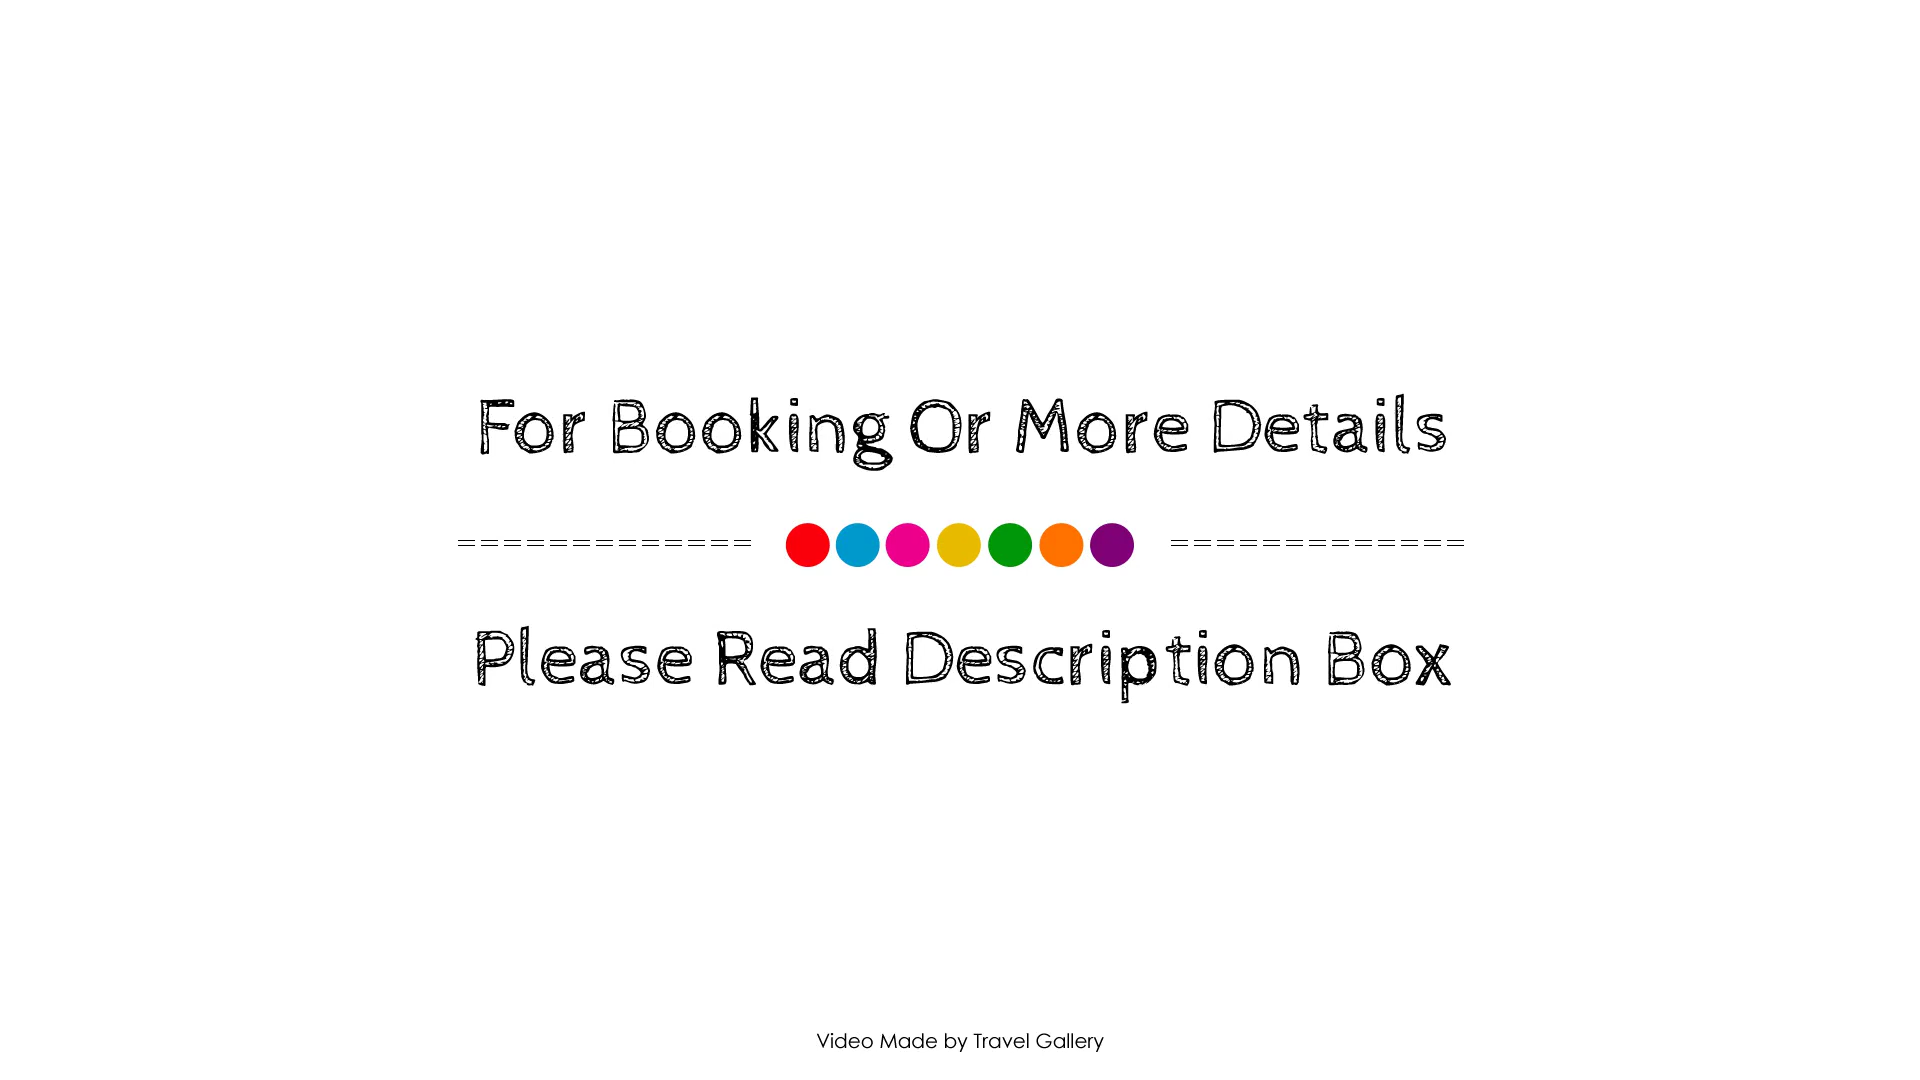 For Booking Or More Details
============= =============
Please Read Description Box
Video Made by Travel Gallery